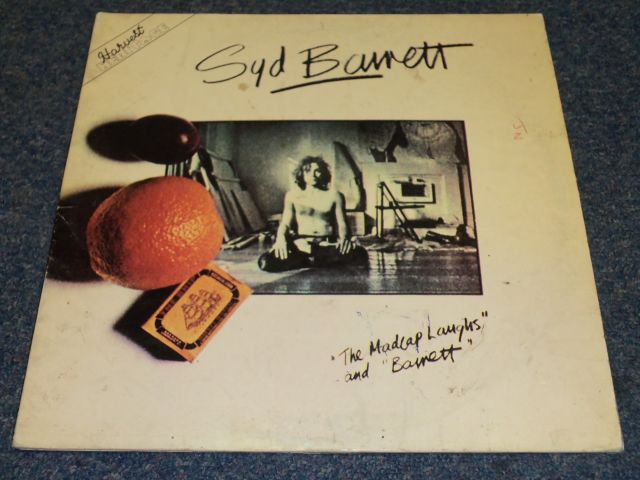 Harvest
Syd Barrett
"The Madcap Laughs"
and "Barrett"